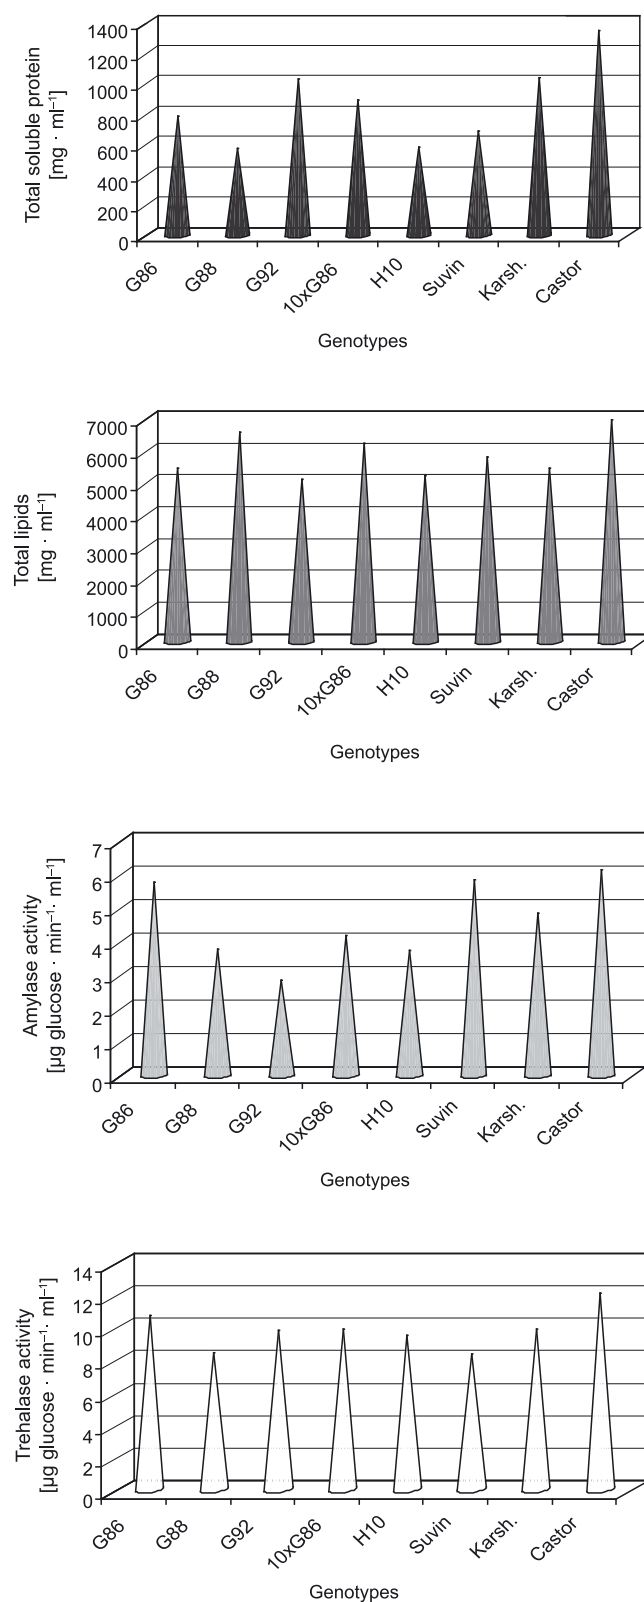 Total soluble protein
[mg · ml⁻¹]
1400
1200
1000
800
600
400
200
0
G86
G88
G92
10xG86
H10
Suvin
Karsh.
Castor
Genotypes
Total lipids
[mg · ml⁻¹]
7000
6000
5000
4000
3000
2000
1000
0
G86
G88
G92
10xG86
H10
Suvin
Karsh.
Castor
Genotypes
Amylase activity
[µg glucose · min⁻¹· ml⁻¹]
7
6
5
4
3
2
1
0
G86
G88
G92
10xG86
H10
Suvin
Karsh.
Castor
Genotypes
Trehalase activity
[µg glucose · min⁻¹· ml⁻¹]
14
12
10
8
6
4
2
0
G86
G88
G92
10xG86
H10
Suvin
Karsh.
Castor
Genotypes